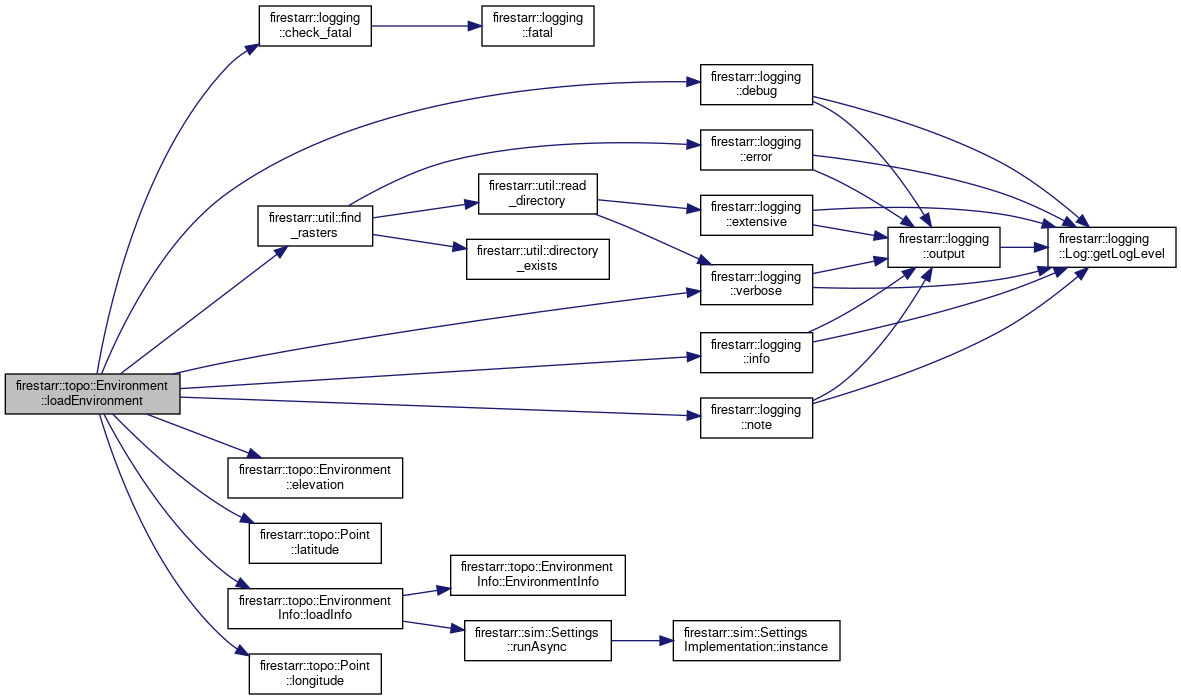 firestarr::logging
::check_fatal
firestarr::logging
::fatal
firestarr::logging
::debug
firestarr::logging
::error
firestarr::util::read
_directory
firestarr::logging
::extensive
firestarr::util::find
_rasters
firestarr::util::directory
_exists
firestarr::logging
::output
firestarr::logging
::Log::getLogLevel
firestarr::logging
::verbose
firestarr::logging
::info
firestarr::topo::Environment
::loadEnvironment
firestarr::logging
::note
firestarr::topo::Environment
::elevation
firestarr::topo::Point
::latitude
firestarr::topo::Environment
Info::EnvironmentInfo
firestarr::topo::Environment
Info::loadInfo
firestarr::sim::Settings
::runAsync
firestarr::sim::Settings
Implementation::instance
firestarr::topo::Point
::longitude